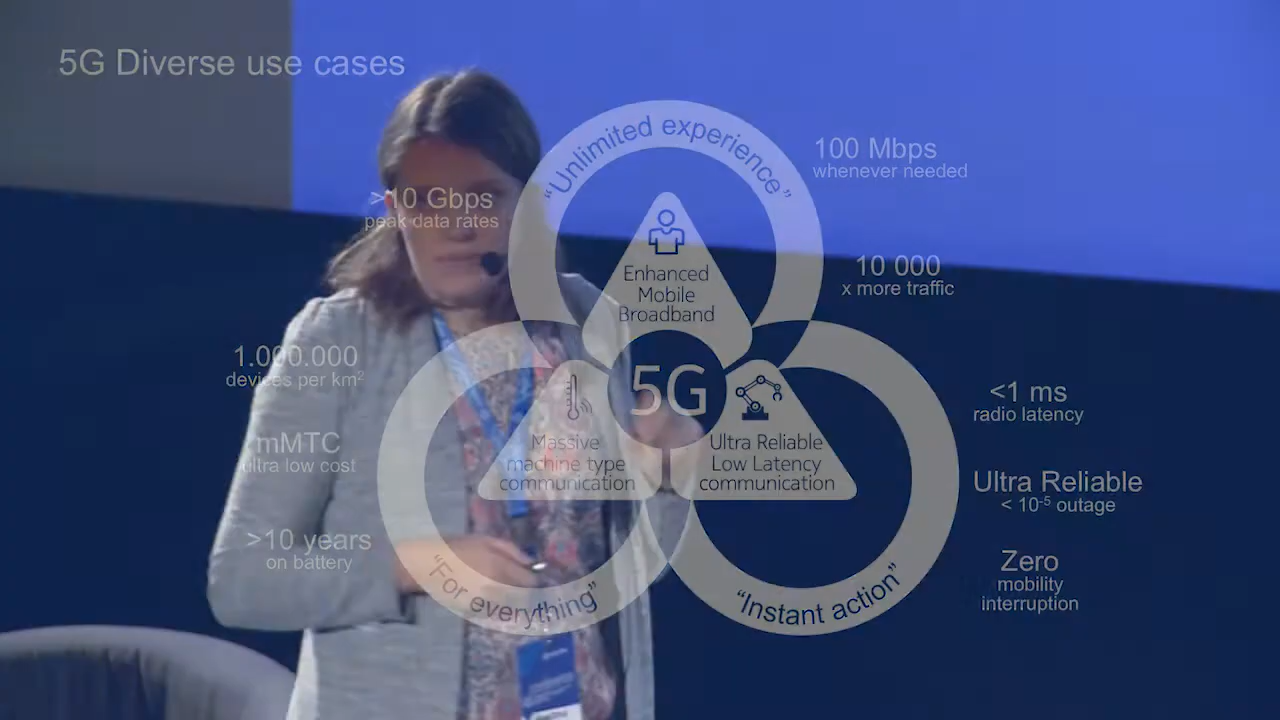 5G Diverse use cases
“Unlimited experience”
100 Mbps
whenever needed
>10 Gbps
peak data rates
Enhanced
Mobile
Broadband
10 000
x more traffic
1.000.000
devices per km²
5G
<1 ms
radio latency
mMTC
ultra low cost
Massive
machine type
communication
Ultra Reliable
Low Latency
communication
Ultra Reliable
< 10⁻⁵ outage
>10 years
on battery
Zero
mobility
interruption
“For everything”
“Instant action”